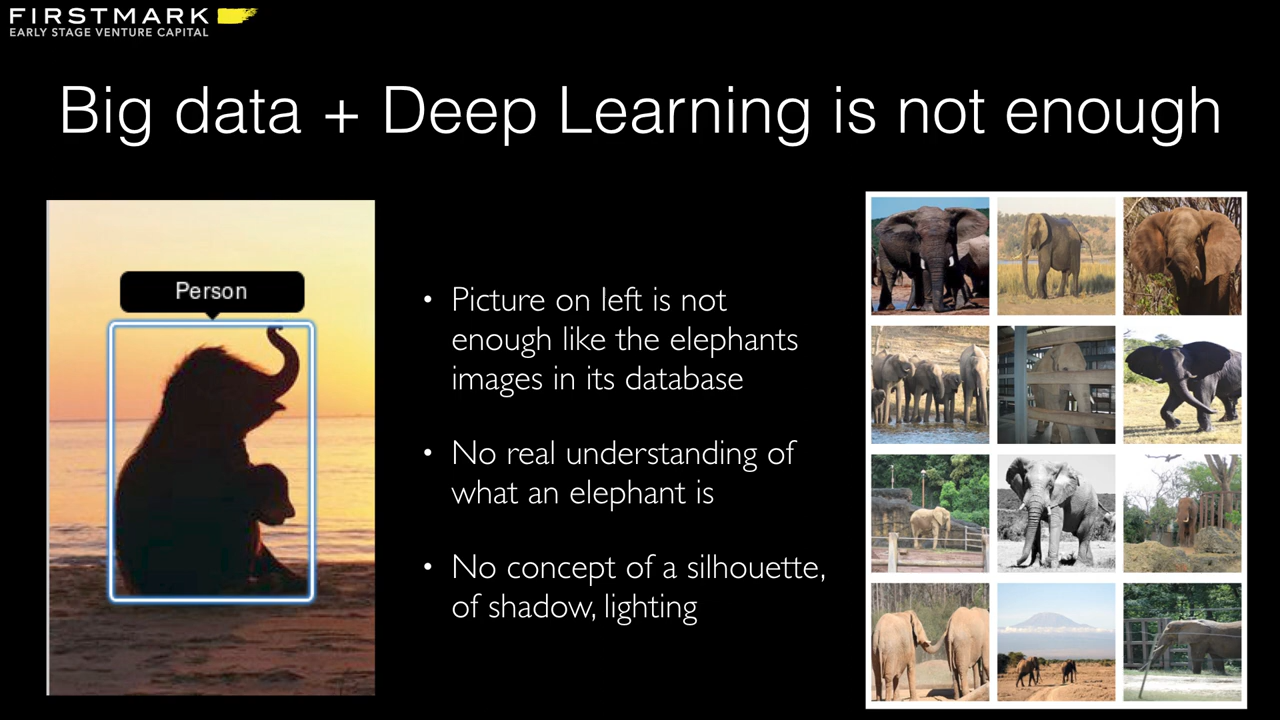 FIRSTMARK
EARLY STAGE VENTURE CAPITAL
Big data + Deep Learning is not enough
Person
• Picture on left is not
enough like the elephants
images in its database
• No real understanding of
what an elephant is
• No concept of a silhouette,
of shadow, lighting